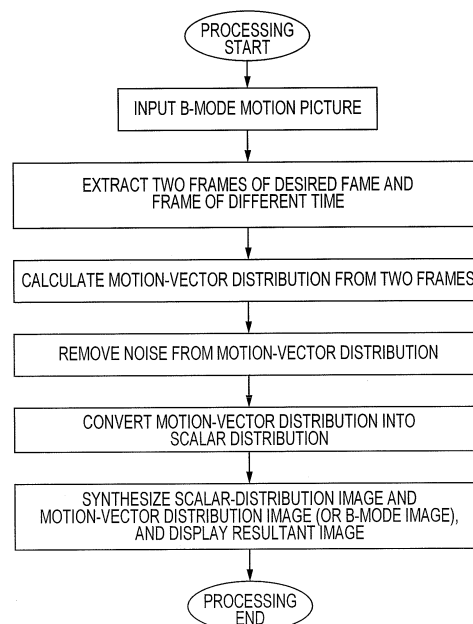 PROCESSING
START
INPUT B-MODE MOTION PICTURE
EXTRACT TWO FRAMES OF DESIRED FAME AND
FRAME OF DIFFERENT TIME
CALCULATE MOTION-VECTOR DISTRIBUTION FROM TWO FRAMES
REMOVE NOISE FROM MOTION-VECTOR DISTRIBUTION
CONVERT MOTION-VECTOR DISTRIBUTION INTO
SCALAR DISTRIBUTION
SYNTHESIZE SCALAR-DISTRIBUTION IMAGE AND
MOTION-VECTOR DISTRIBUTION IMAGE (OR B-MODE IMAGE),
AND DISPLAY RESULTANT IMAGE
PROCESSING
END